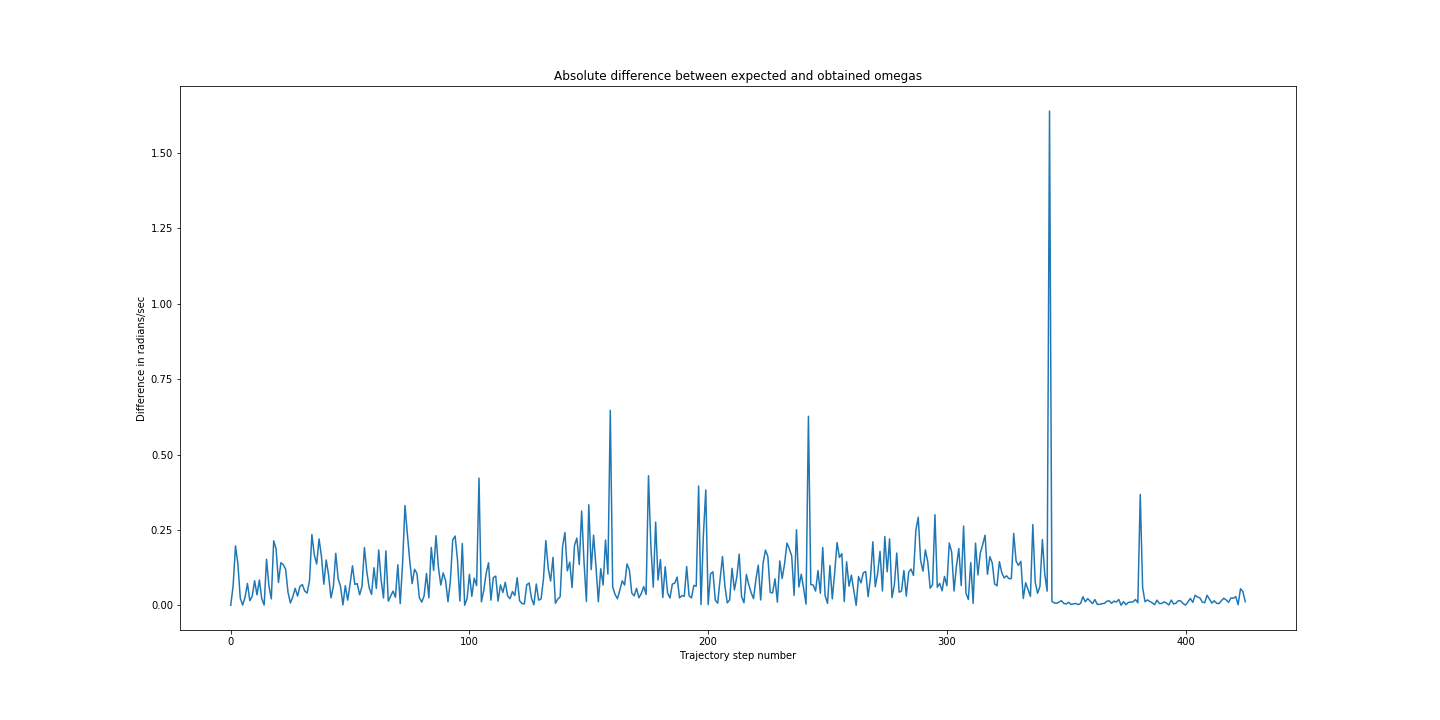 Absolute difference between expected and obtained omegas
1.50
1.25
1.00
0.75
0.50
0.25
0.00
Difference in radians/sec
0 100 200 300 400
Trajectory step number